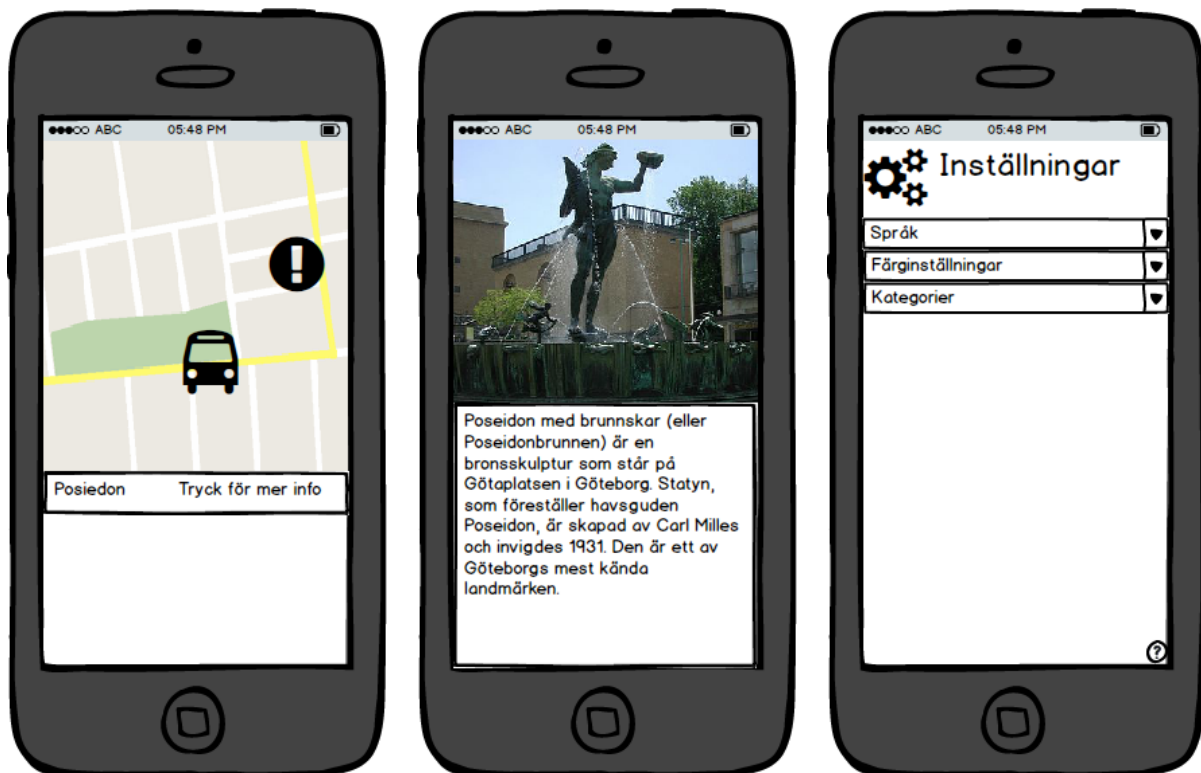 ABC 05:48 PM
Posiedon Tryck för mer info
ABC 05:48 PM
Poseidon med brunnskar (eller
Poseidonbrunnen) är en
bronsskulptur som står på
Götaplatsen i Göteborg. Statyn,
som föreställer havsguden
Poseidon, är skapad av Carl Milles
och invigdes 1931. Den är ett av
Göteborgs mest kända
landmärken.
ABC 05:48 PM
Inställningar
Språk
Färginställningar
Kategorier
?